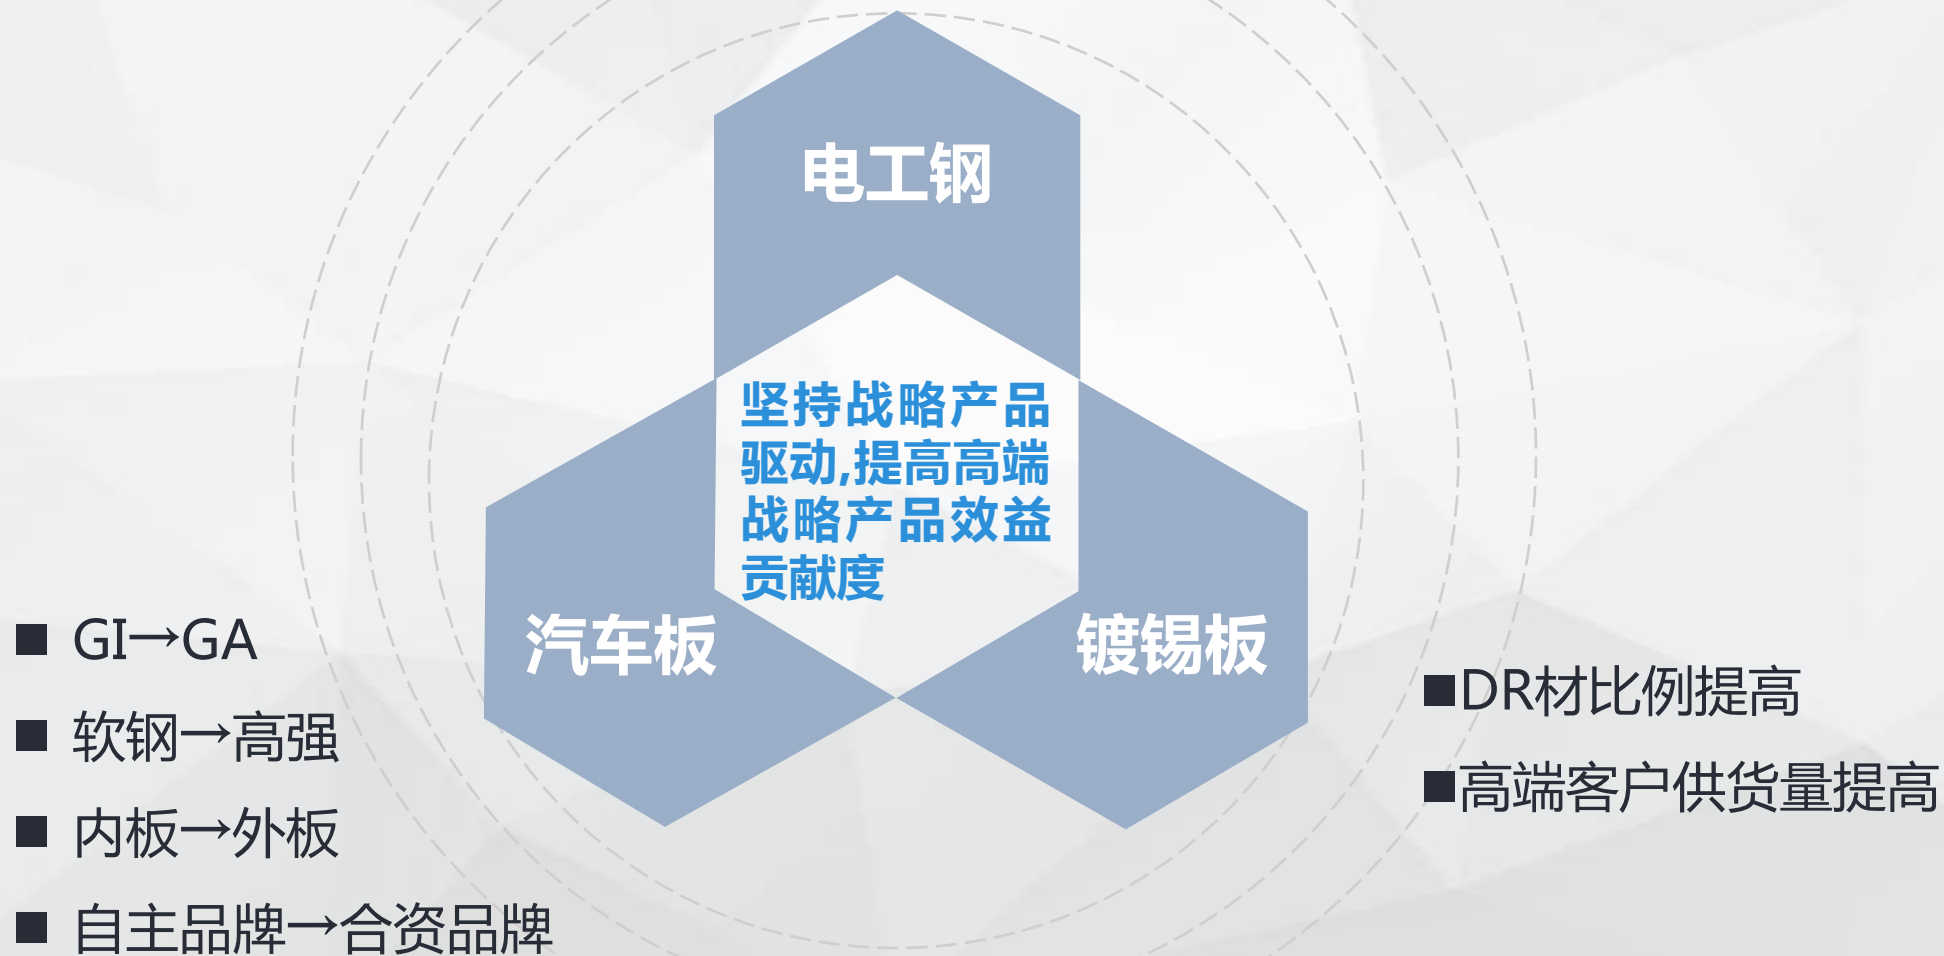 电工钢
坚持战略产品
驱动,提高高端
战略产品效益
贡献度
汽车板
镀锡板
■ GI→GA
■ 软钢→高强
■ 内板→外板
■ 自主品牌→合资品牌
■DR材比例提高
■高端客户供货量提高